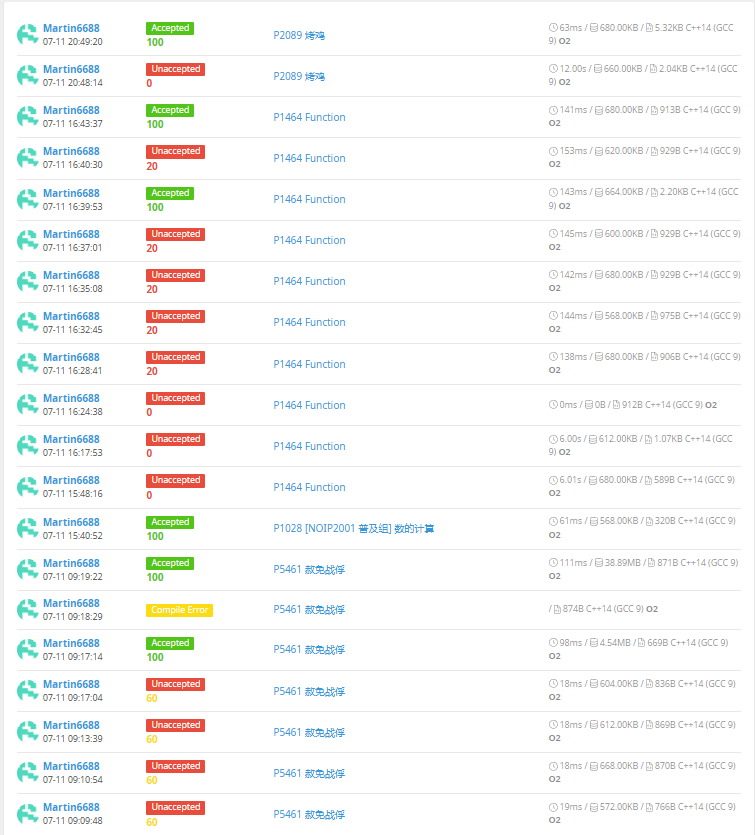 Martin6688 Accepted P2089 烤鸡 63ms / 680.00KB / 5.32KB C++14 (GCC
07-11 20:49:20 100 9) O2
Martin6688 Unaccepted P2089 烤鸡 12.00s / 660.00KB / 2.04KB C++14 (GCC
07-11 20:48:14 0 9) O2
Martin6688 Accepted P1464 Function 141ms / 680.00KB / 913B C++14 (GCC 9)
07-11 16:43:37 100 O2
Martin6688 Unaccepted P1464 Function 153ms / 620.00KB / 929B C++14 (GCC 9)
07-11 16:40:30 20 O2
Martin6688 Accepted P1464 Function 143ms / 664.00KB / 2.20KB C++14 (GCC
07-11 16:39:53 100 9) O2
Martin6688 Unaccepted P1464 Function 145ms / 600.00KB / 929B C++14 (GCC 9)
07-11 16:37:01 20 O2
Martin6688 Unaccepted P1464 Function 142ms / 680.00KB / 929B C++14 (GCC 9)
07-11 16:35:08 20 O2
Martin6688 Unaccepted P1464 Function 144ms / 568.00KB / 975B C++14 (GCC 9)
07-11 16:32:45 20 O2
Martin6688 Unaccepted P1464 Function 138ms / 680.00KB / 906B C++14 (GCC 9)
07-11 16:28:41 20 O2
Martin6688 Unaccepted P1464 Function 0ms / 0B / 912B C++14 (GCC 9) O2
07-11 16:24:38 0
Martin6688 Unaccepted P1464 Function 6.00s / 612.00KB / 1.07KB C++14 (GCC
07-11 16:17:53 0 9) O2
Martin6688 Unaccepted P1464 Function 6.01s / 680.00KB / 589B C++14 (GCC 9)
07-11 15:48:16 0 O2
Martin6688 Accepted P1028 [NOIP2001 普及组] 数的计算 61ms / 568.00KB / 320B C++14 (GCC 9)
07-11 15:40:52 100 O2
Martin6688 Accepted P5461 赦免战俘 111ms / 38.89MB / 871B C++14 (GCC 9)
07-11 09:19:22 100 O2
Martin6688 Compile Error P5461 赦免战俘 / 874B C++14 (GCC 9) O2
07-11 09:18:29
Martin6688 Accepted P5461 赦免战俘 98ms / 4.54MB / 669B C++14 (GCC 9)
07-11 09:17:14 100 O2
Martin6688 Unaccepted P5461 赦免战俘 18ms / 604.00KB / 836B C++14 (GCC 9)
07-11 09:17:04 60 O2
Martin6688 Unaccepted P5461 赦免战俘 18ms / 612.00KB / 869B C++14 (GCC 9)
07-11 09:13:39 60 O2
Martin6688 Unaccepted P5461 赦免战俘 18ms / 668.00KB / 870B C++14 (GCC 9)
07-11 09:10:54 60 O2
Martin6688 Unaccepted P5461 赦免战俘 19ms / 572.00KB / 766B C++14 (GCC 9)
07-11 09:09:48 60 O2